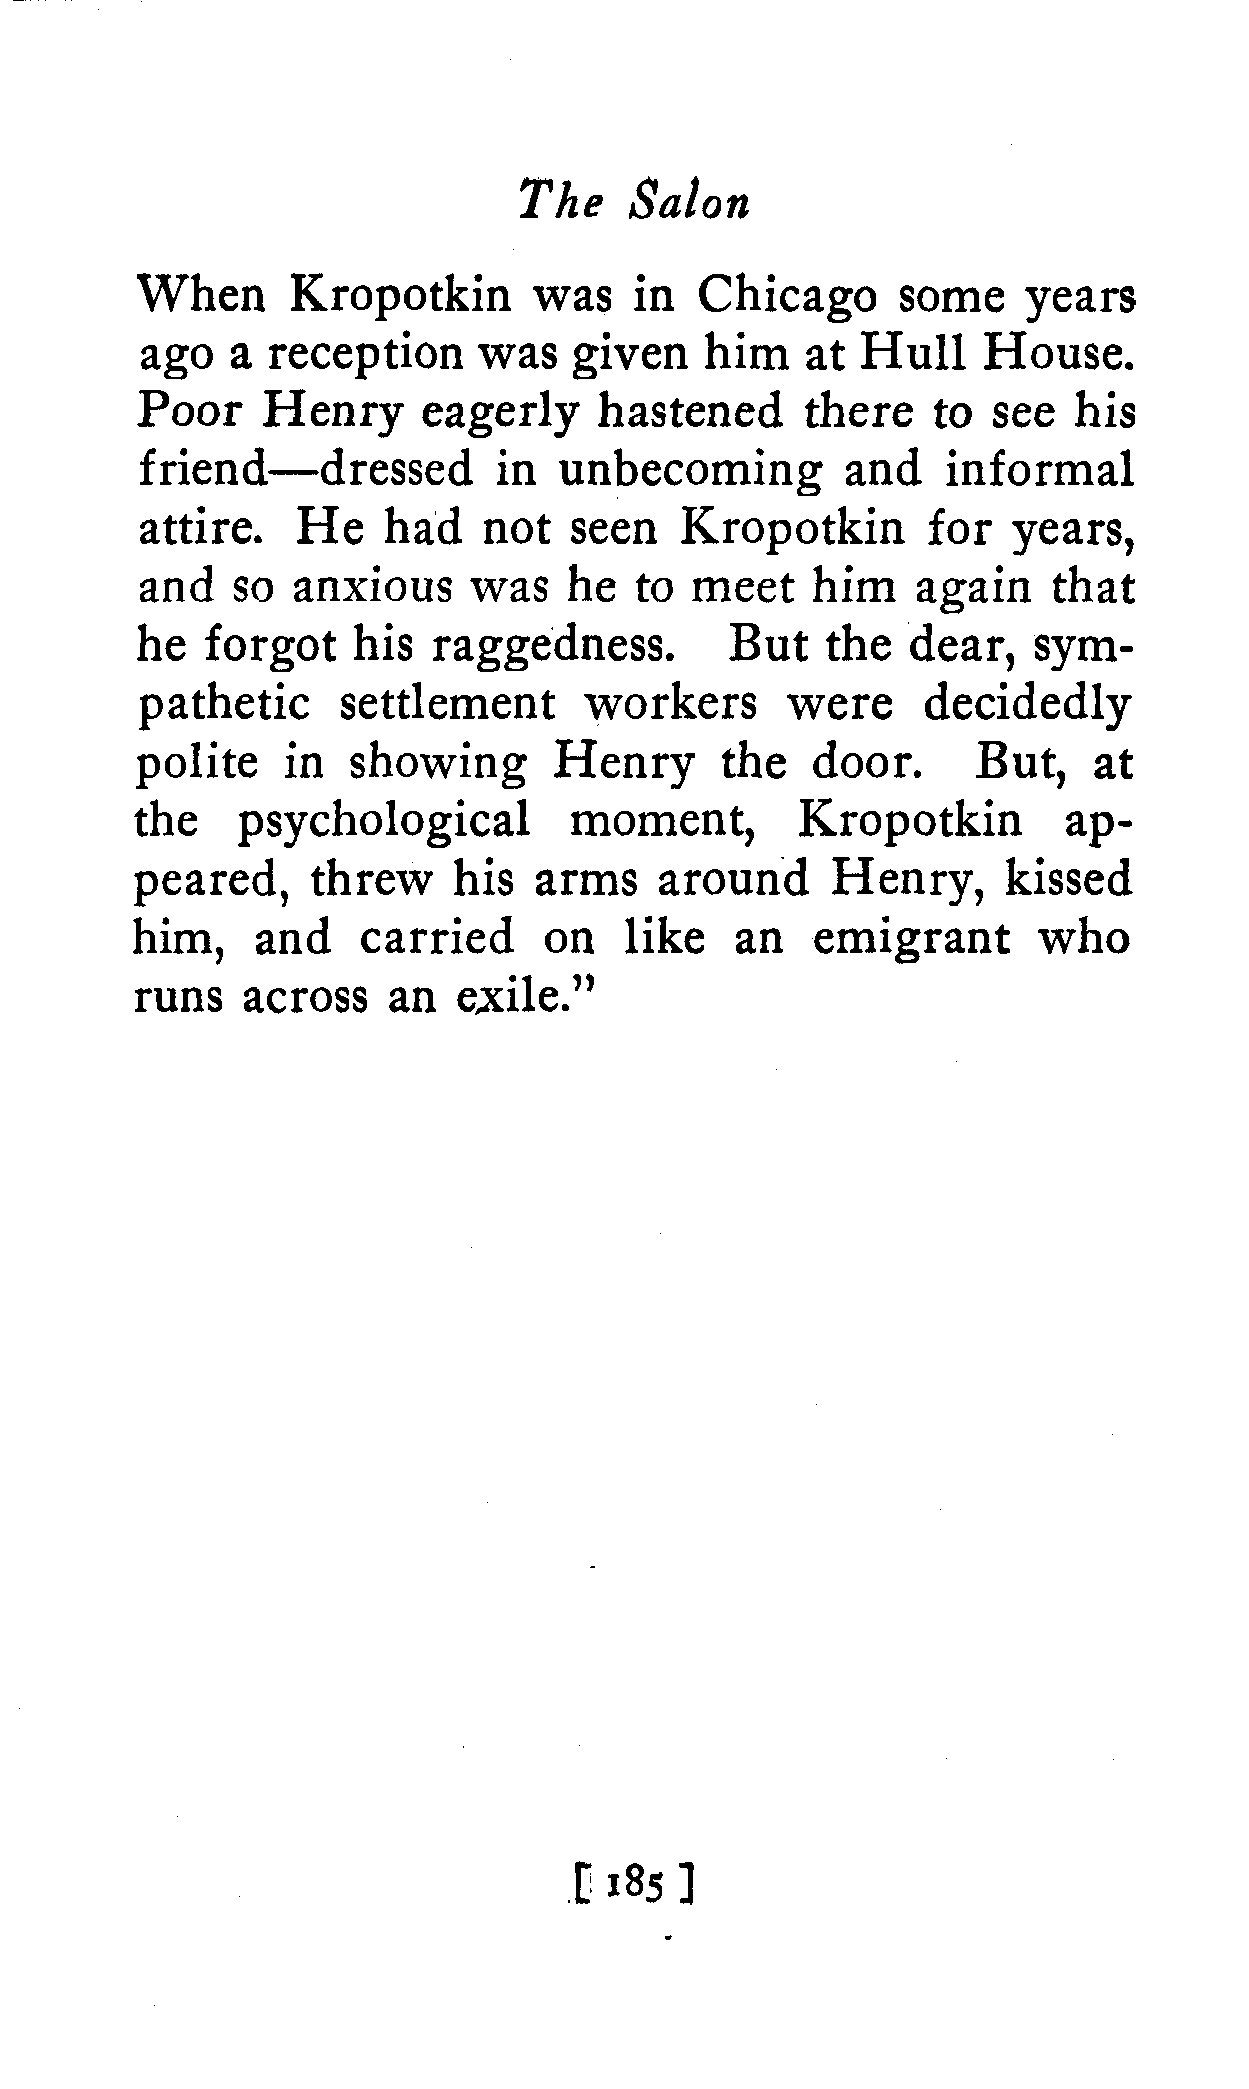 The Salon
When Kropotkin was in Chicago some years
ago a reception was given him at Hull House.
Poor Henry eagerly hastened there to see his
friend—dressed in unbecoming and informal
attire. He had not seen Kropotkin for years,
and so anxious was he to meet him again that
he forgot his raggedness. But the dear, sym-
pathetic settlement workers were decidedly
polite in showing Henry the door. But, at
the psychological moment, Kropotkin ap-
peared, threw his arms around Henry, kissed
him, and carried on like an emigrant who
runs across an exile."
[ 185 ]